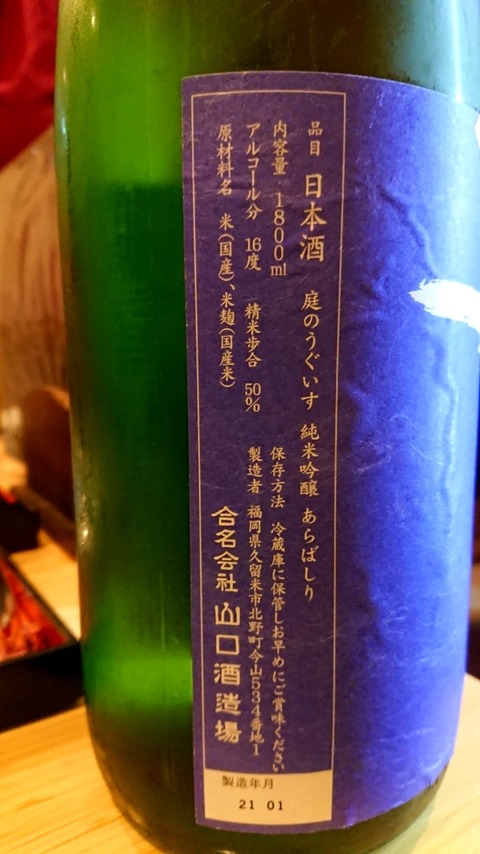 品目 日本酒 庭のうぐいす 純米吟醸 あらばしり
内容量 1800ml
保存方法 冷蔵庫に保管しお早めにご賞味ください
アルコール分 16度 精米歩合 50%
製造者 福岡県久留米市北野町今山534番地1
原材料名 米(国産)、米麹(国産米)
合名会社 山口酒造場
製造年月
21 01